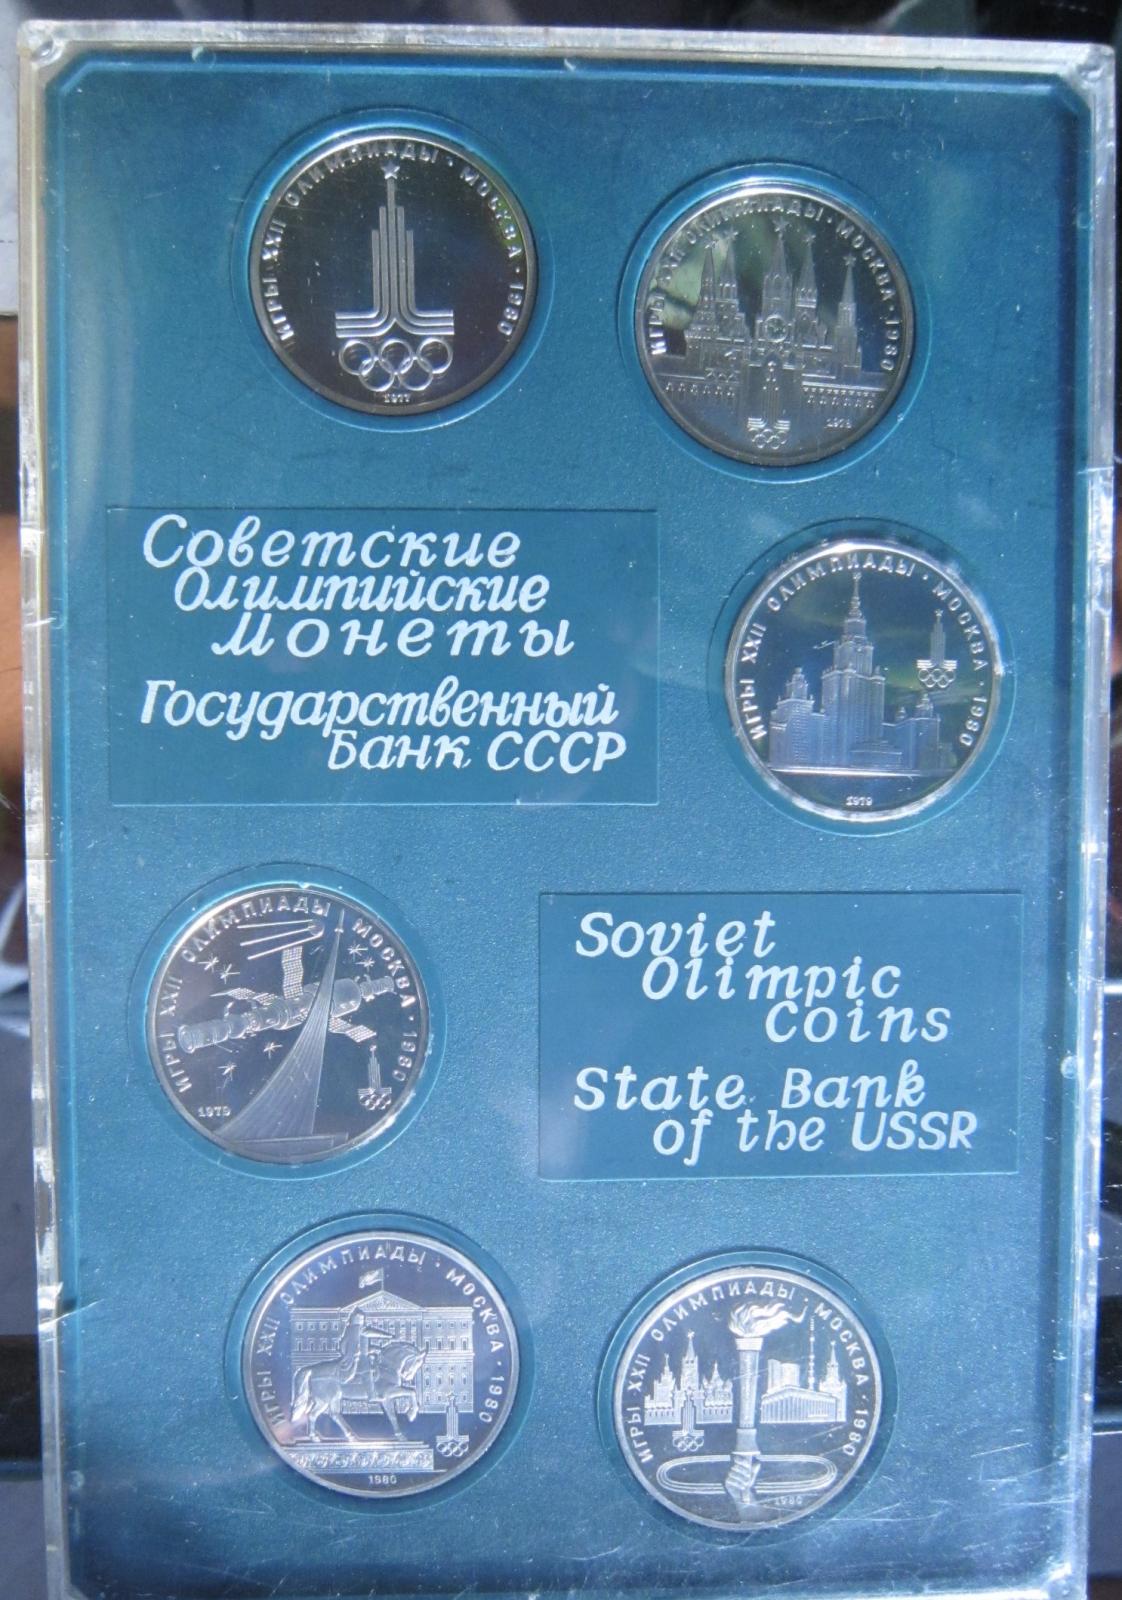 ИГРЫ XXII ОЛИМПИАДЫ · МОСКВА · 1980
1977
ИГРЫ XXII ОЛИМПИАДЫ · МОСКВА · 1980
1978
Советские
Олимпийские
монеты
Государственный
Банк СССР
ИГРЫ XXII ОЛИМПИАДЫ · МОСКВА · 1980
1979
ИГРЫ XXII ОЛИМПИАДЫ МОСКВА · 1980
1979
Soviet
Olimpic
Coins
State Bank
of the USSR
ИГРЫ XXII ОЛИМПИАДЫ · МОСКВА · 1980
1980
ИГРЫ XXII ОЛИМПИАДЫ · МОСКВА · 1980
1980